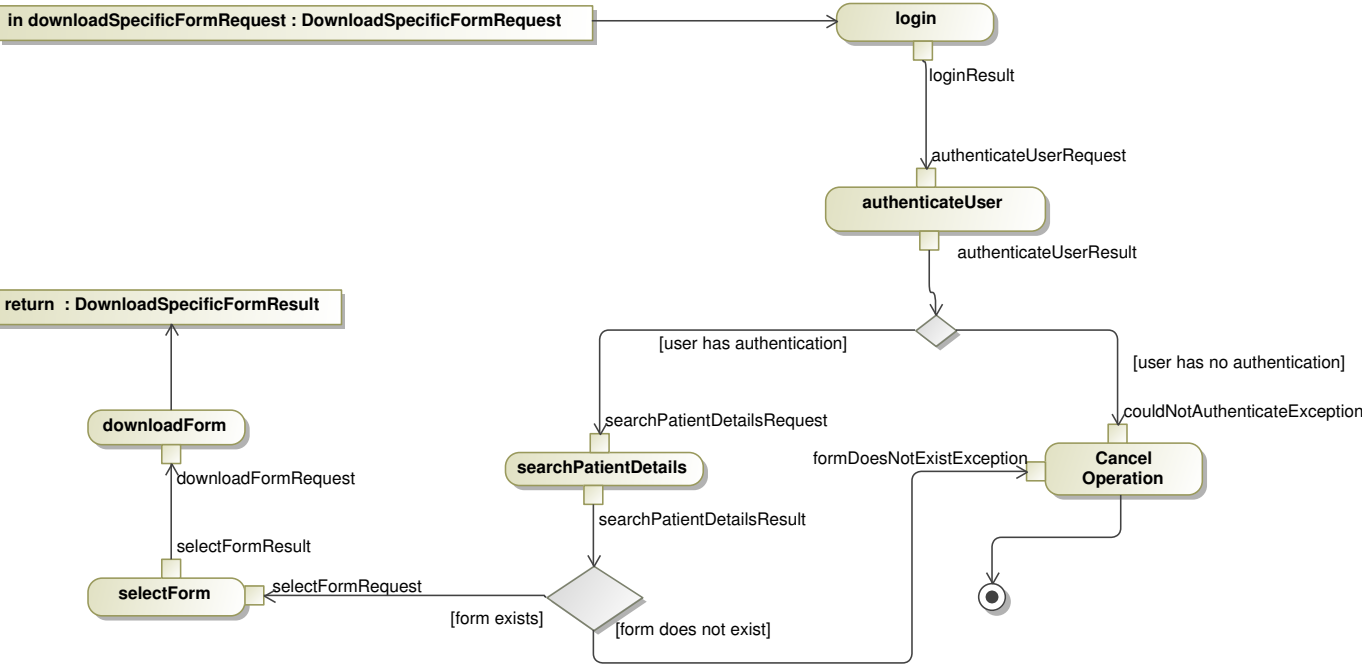 in downloadSpecificFormRequest : DownloadSpecificFormRequest
login
loginResult
authenticateUserRequest
authenticateUser
authenticateUserResult
return : DownloadSpecificFormResult
[user has authentication]
[user has no authentication]
couldNotAuthenticateException
searchPatientDetailsRequest
downloadForm
formDoesNotExistException
Cancel
Operation
searchPatientDetails
downloadFormRequest
searchPatientDetailsResult
selectFormResult
selectFormRequest
selectForm
[form exists]
[form does not exist]